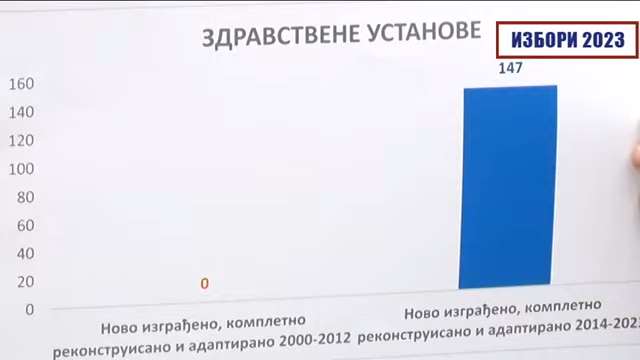 ЗДРАВСТВЕНЕ УСТАНОВЕ
ИЗБОРИ 2023
147
160
140
120
100
80
60
40
20
0
0
Ново изграђено, комплетно
реконструисано и адаптирано 2000-2012
Ново изграђено, комплетно
реконструисано и адаптирано 2014-202